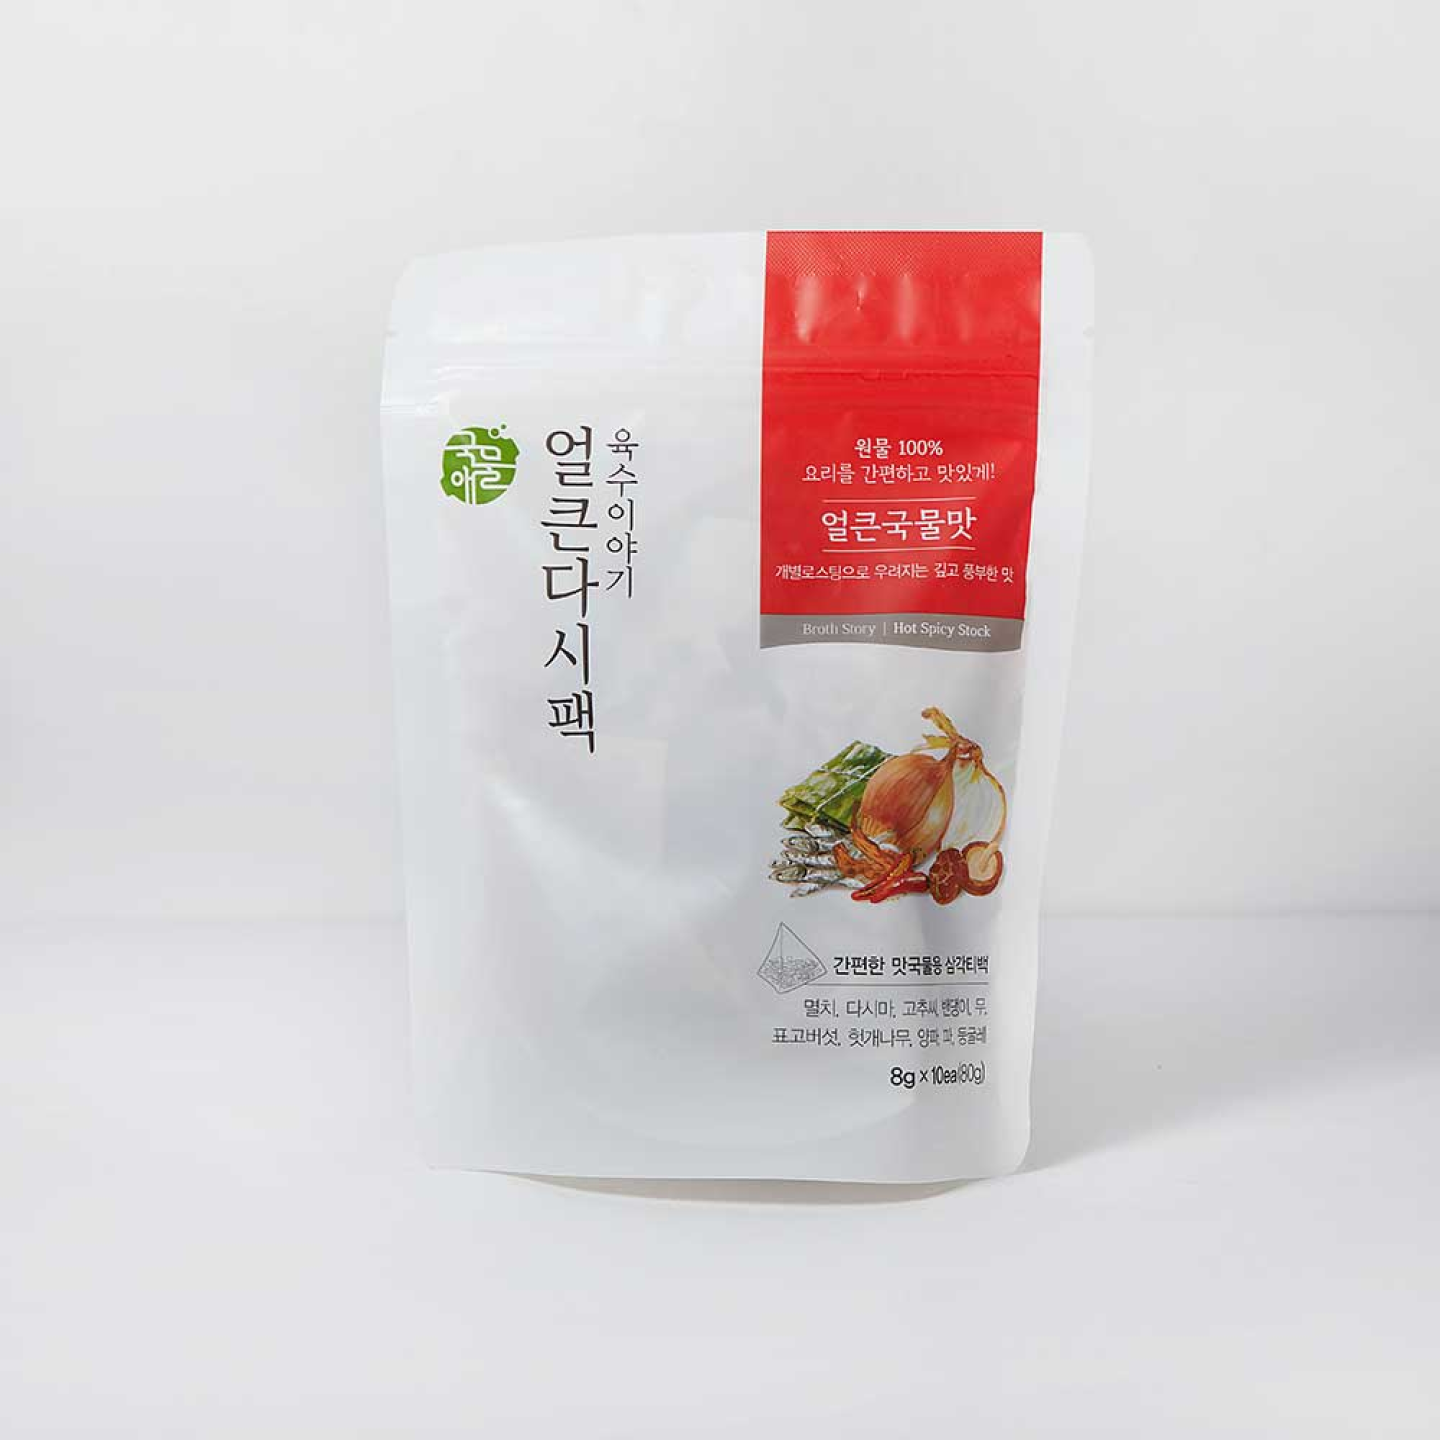 국물애
육수이야기
얼큰다시팩
원물 100%
요리를 간편하고 맛있게!
얼큰국물맛
개별로스팅으로 우려지는 깊고 풍부한 맛
Broth Story | Hot Spicy Stock
간편한 맛국물용 삼각티백
멸치, 다시마, 고추씨, 밴댕이, 무,
표고버섯, 헛개나무, 양파, 파, 둥굴레
8g × 10ea(80g)